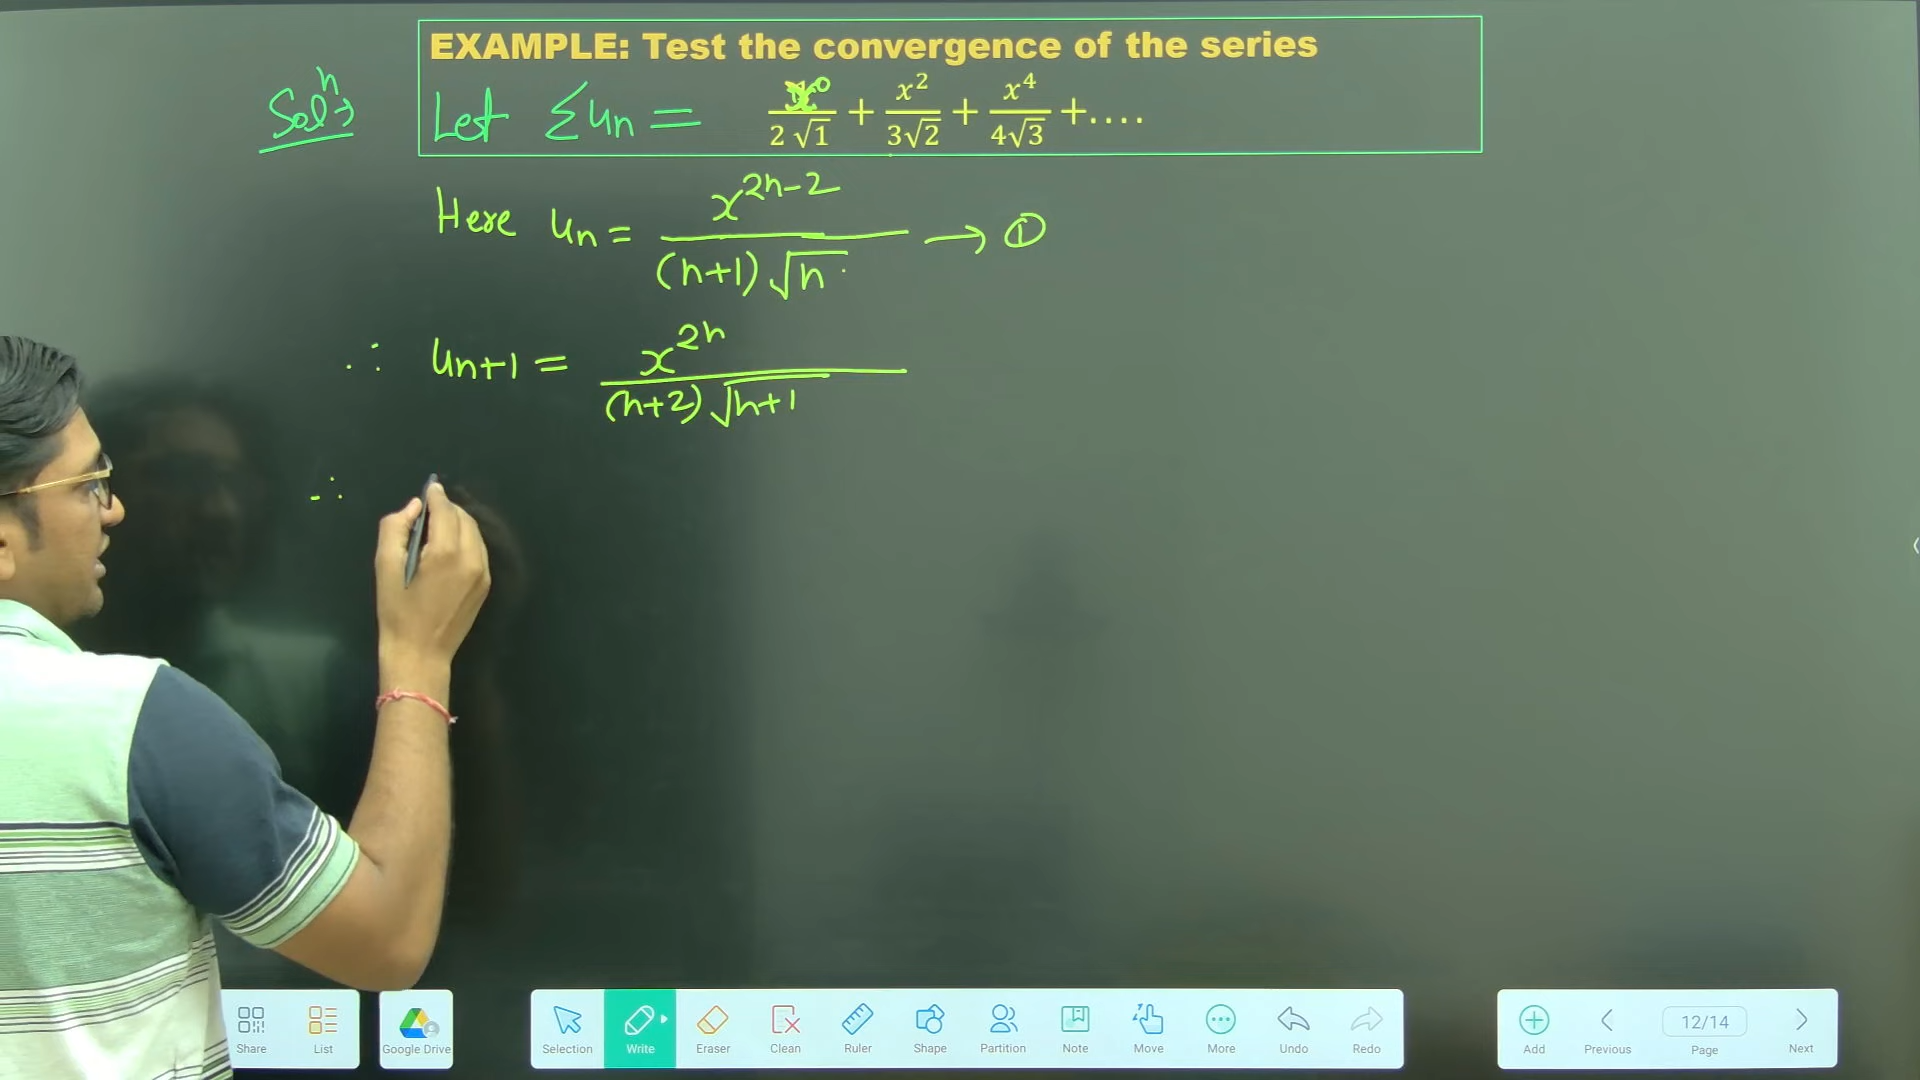 EXAMPLE: Test the convergence of the series
Solⁿ → Let Σuₙ = x⁰/(2√1) + x²/(3√2) + x⁴/(4√3) + ....
Here uₙ = x^(2n-2)/((n+1)√n) → ①
∴ uₙ₊₁ = x^(2n)/((n+2)√(n+1))
∴
Share List Google Drive Selection Write Eraser Clean Ruler Shape Partition Note Move More Undo Redo Add Previous 12/14 Page Next